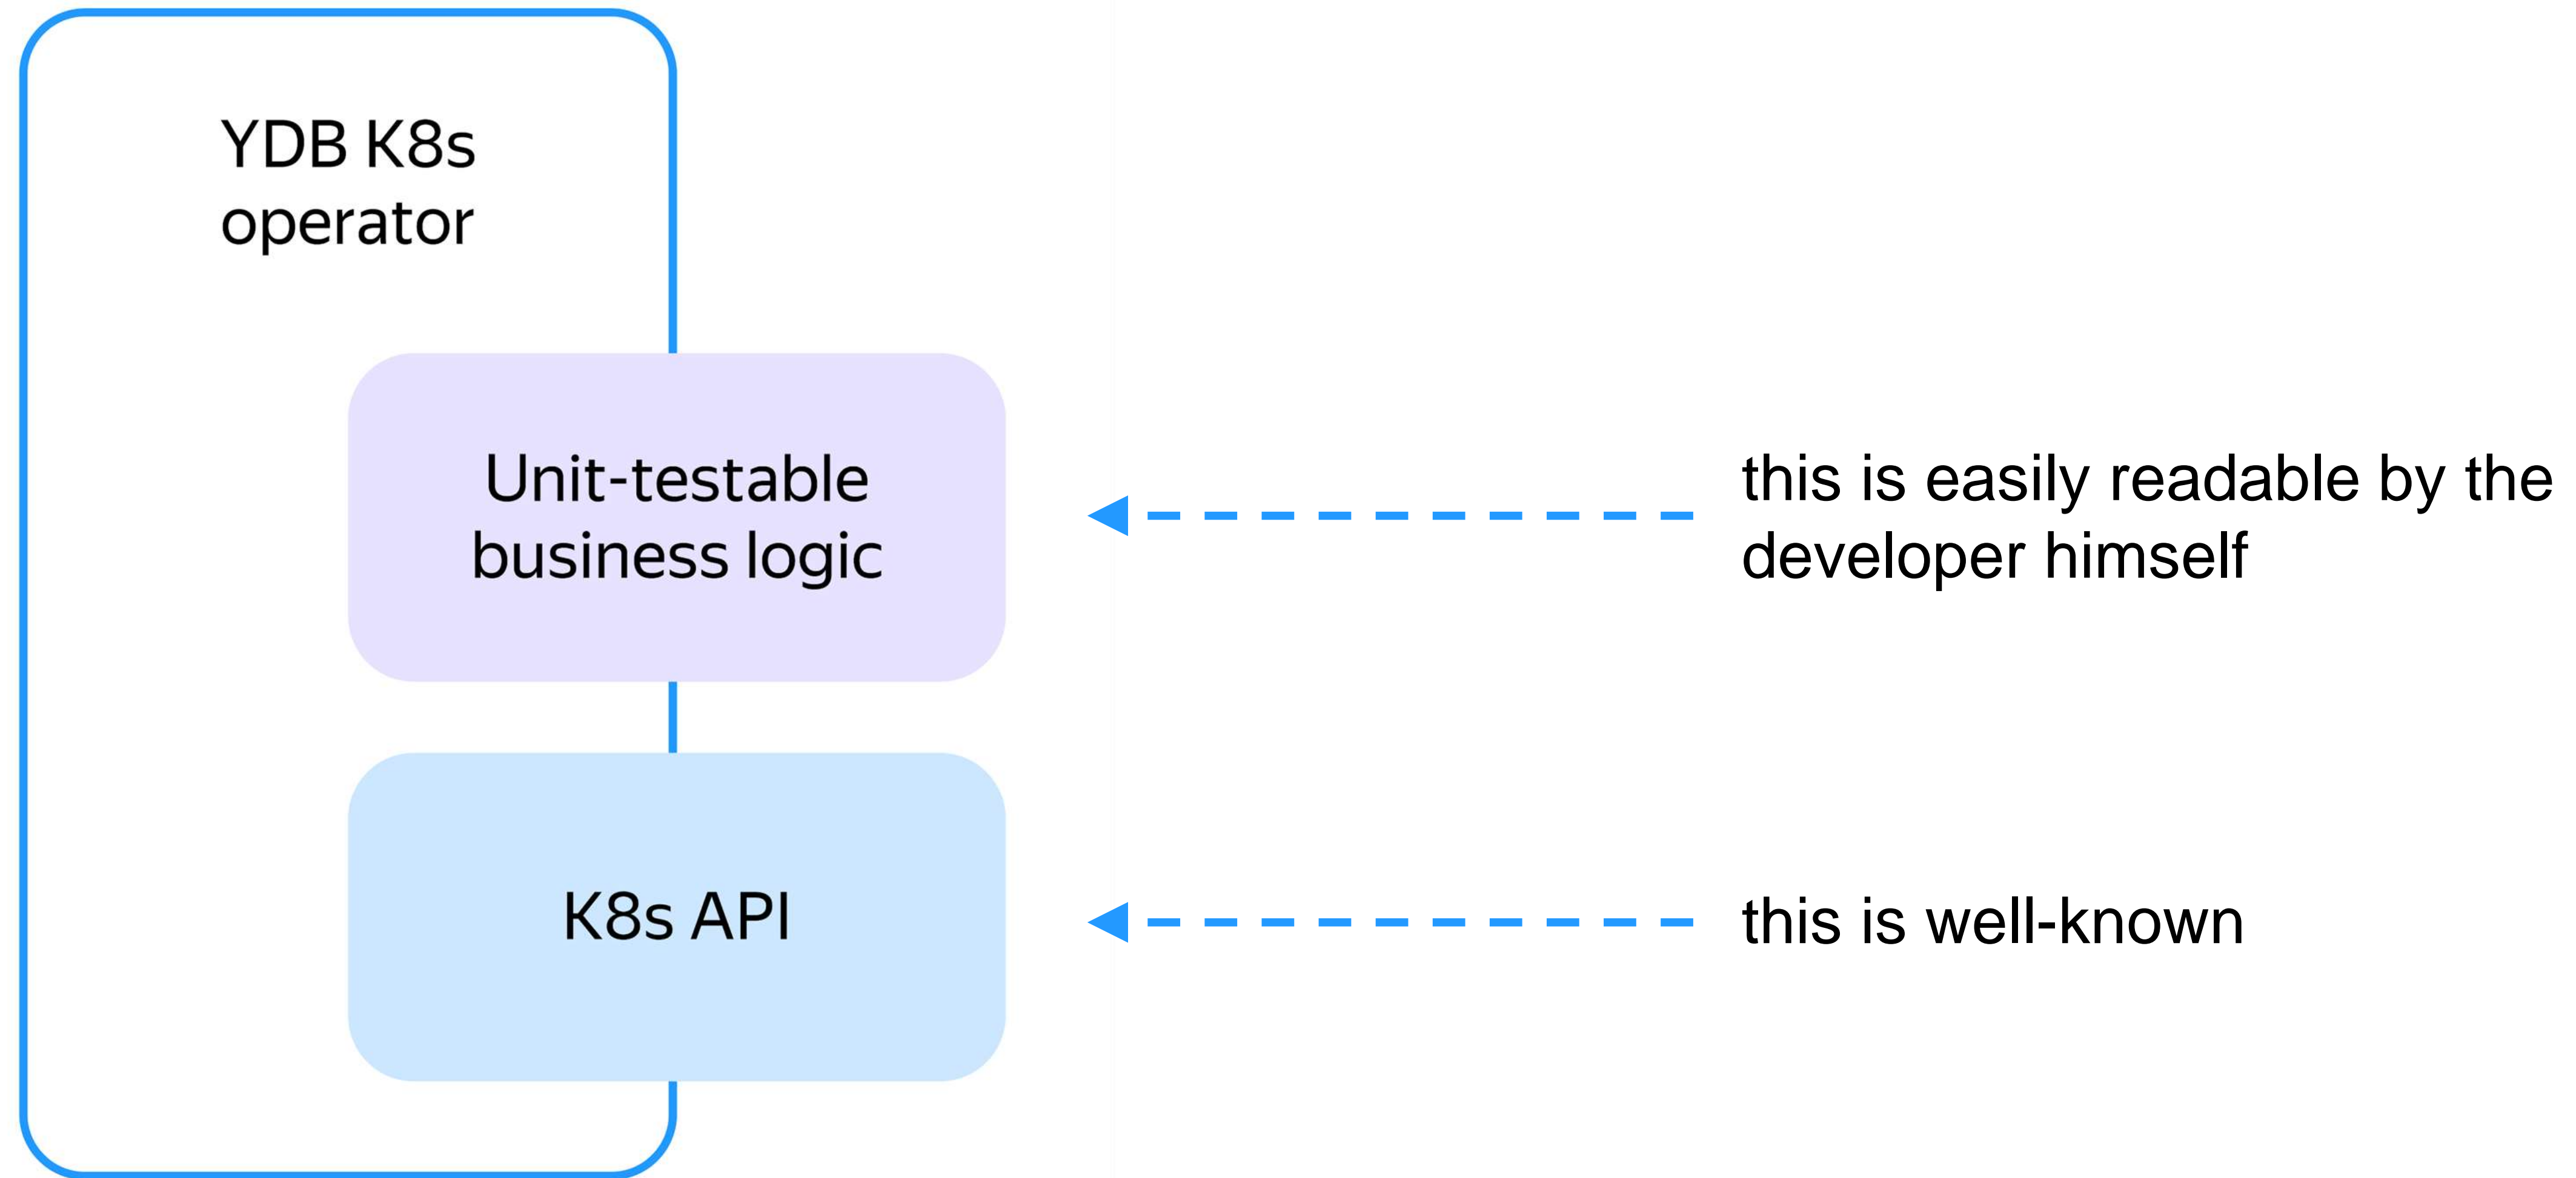 YDB K8s
operator
Unit-testable
business logic
this is easily readable by the
developer himself
K8s API
this is well-known